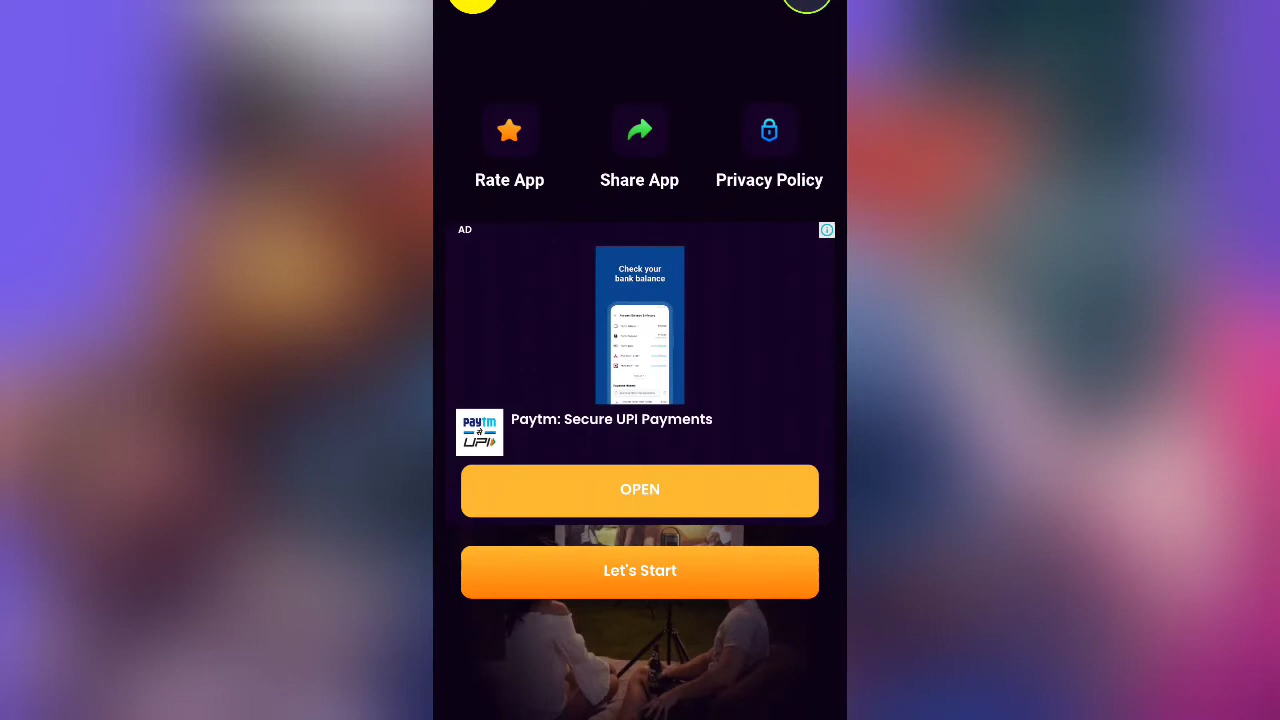 Rate App
Share App
Privacy Policy
AD
Check your
bank balance
Paytm: Secure UPI Payments
paytm
UPI
OPEN
Let's Start